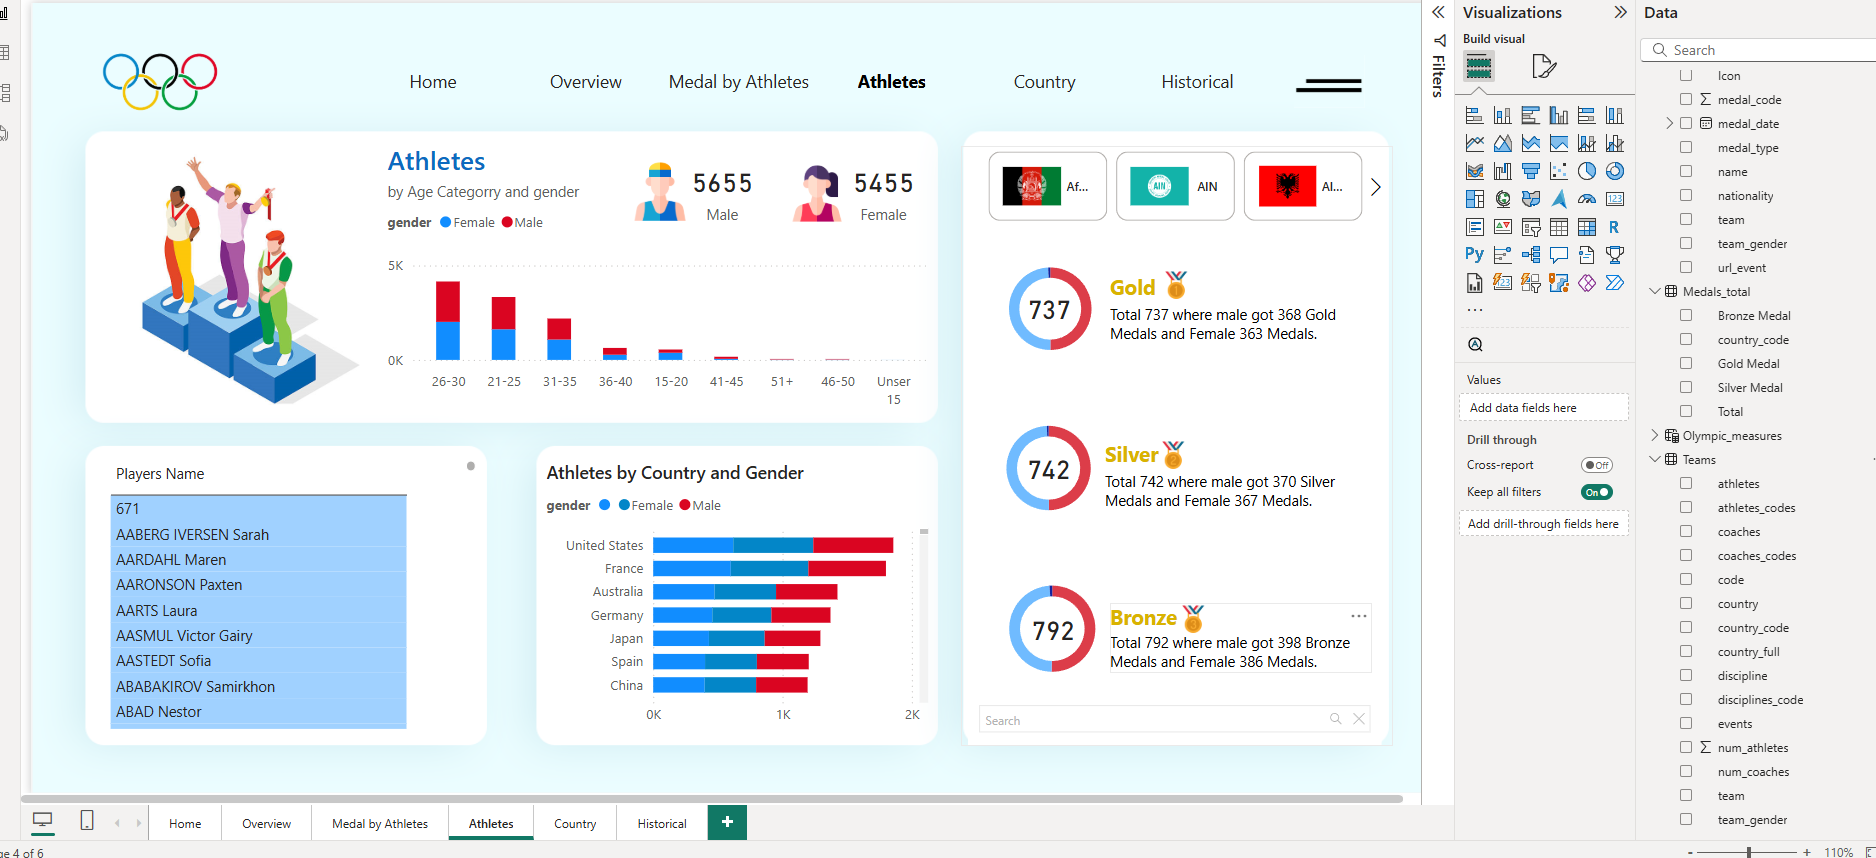 Home
Overview
Medal by Athletes
Athletes
Country
Historical
Athletes
by Age Categorry and gender
gender Female Male
5655
Male
5455
Female
5K
0K
26-30
21-25
31-35
36-40
15-20
41-45
51+
46-50
Unser
15
Players Name
671
AABERG IVERSEN Sarah
AARDAHL Maren
AARONSON Paxten
AARTS Laura
AASMUL Victor Gairy
AASTEDT Sofia
ABABAKIROV Samirkhon
ABAD Nestor
Athletes by Country and Gender
gender Female Male
United States
France
Australia
Germany
Japan
Spain
China
0K
1K
2K
Af...
AIN
AIN
Al...
737
Gold
1
Total 737 where male got 368 Gold
Medals and Female 363 Medals.
742
Silver
2
Total 742 where male got 370 Silver
Medals and Female 367 Medals.
792
Bronze
3
Total 792 where male got 398 Bronze
Medals and Female 386 Medals.
Search
Filters
Visualizations
Build visual
123
R
Py
123
...
Values
Add data fields here
Drill through
Cross-report
Off
Keep all filters
On
Add drill-through fields here
Data
Search
Icon
medal_code
medal_date
medal_type
name
nationality
team
team_gender
url_event
Medals_total
Bronze Medal
country_code
Gold Medal
Silver Medal
Total
Olympic_measures
Teams
athletes
athletes_codes
coaches
coaches_codes
code
country
country_code
country_full
discipline
disciplines_code
events
num_athletes
num_coaches
team
team_gender
Home
Overview
Medal by Athletes
Athletes
Country
Historical
+
ge 4 of 6
- + 110%